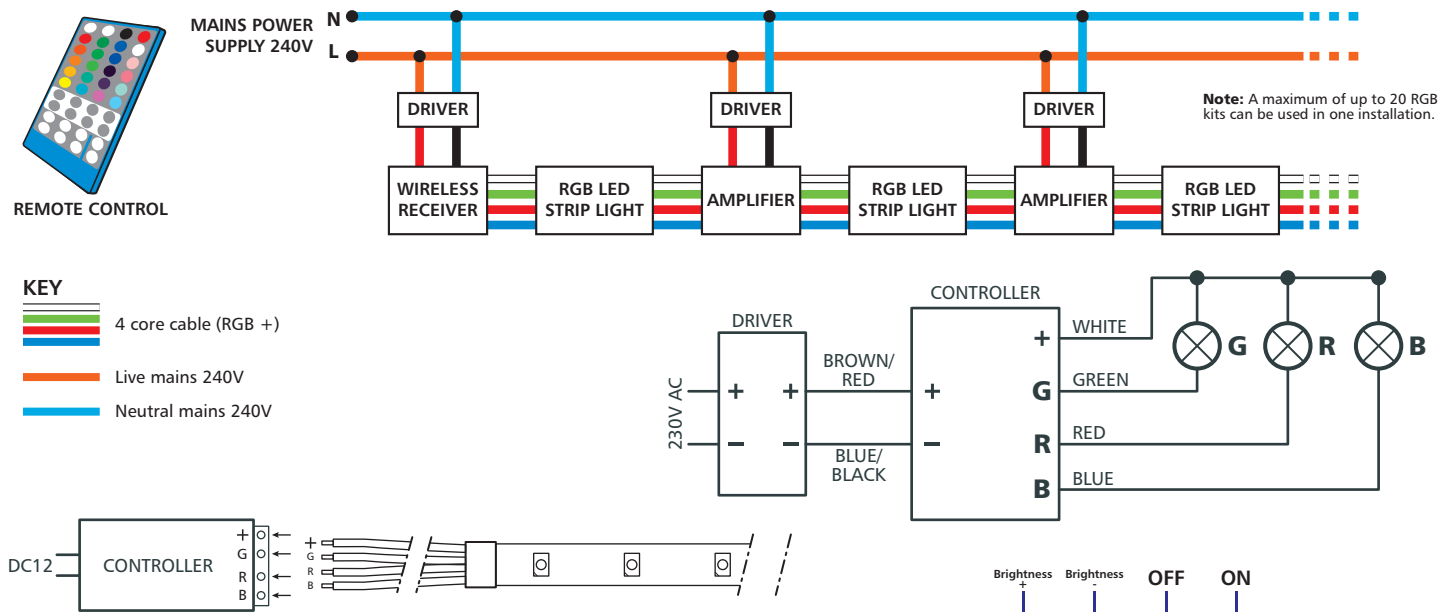 MAINS POWER
SUPPLY 240V
N
L
REMOTE CONTROL
DRIVER
DRIVER
DRIVER
Note: A maximum of up to 20 RGB
kits can be used in one installation.
WIRELESS
RECEIVER
RGB LED
STRIP LIGHT
AMPLIFIER
RGB LED
STRIP LIGHT
AMPLIFIER
RGB LED
STRIP LIGHT
KEY
4 core cable (RGB +)
Live mains 240V
Neutral mains 240V
DRIVER
230V AC
+ +
– –
BROWN/
RED
BLUE/
BLACK
CONTROLLER
+
–
+
G
R
B
WHITE
GREEN
RED
BLUE
G
R
B
DC12
CONTROLLER
+
G
R
B
+
G
R
B
Brightness
+
Brightness
-
OFF
ON